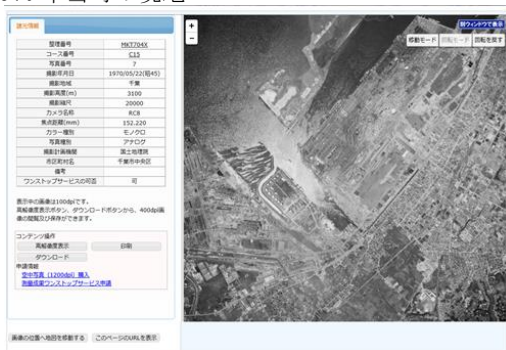 識別情報
整理番号 MKT704X
コース番号 C15
写真番号 7
撮影年月日 1970/05/22(昭45)
撮影地域 千葉
撮影高度(m) 3100
撮影縮尺 20000
カメラ名称 RC8
焦点距離(mm) 152.220
カラー種別 モノクロ
写真種別 アナログ
撮影計画機関 国土地理院
市区町村名 千葉市中央区
備考
ワンストップサービスの可否 可
表示中の画像は100dpiです。
高解像度表示ボタン、ダウンロードボタンから、400dpi画
像の閲覧及び保存ができます。
コンテンツ操作
高解像度表示 印刷
ダウンロード
申請情報
空中写真 (1200dpi) 購入
測量成果ワンストップサービス申請
画像の位置へ地図を移動する このページのURLを表示
+
-
別ウィンドウで表示
移動モード 回転モード 回転を戻す